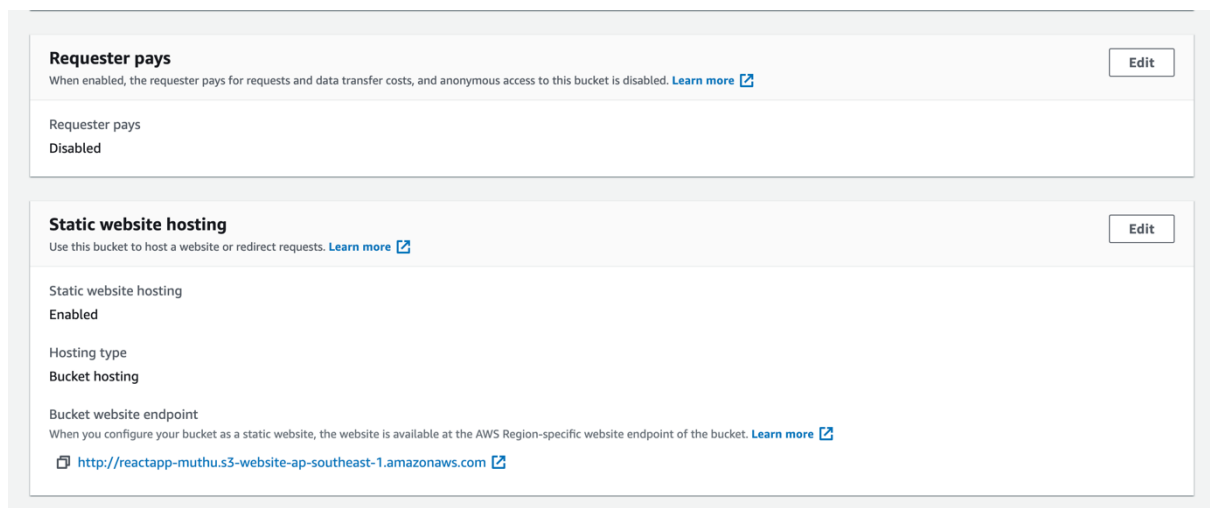 Requester pays
Edit
When enabled, the requester pays for requests and data transfer costs, and anonymous access to this bucket is disabled. Learn more
Requester pays
Disabled
Static website hosting
Edit
Use this bucket to host a website or redirect requests. Learn more
Static website hosting
Enabled
Hosting type
Bucket hosting
Bucket website endpoint
When you configure your bucket as a static website, the website is available at the AWS Region-specific website endpoint of the bucket. Learn more
http://reactapp-muthu.s3-website-ap-southeast-1.amazonaws.com